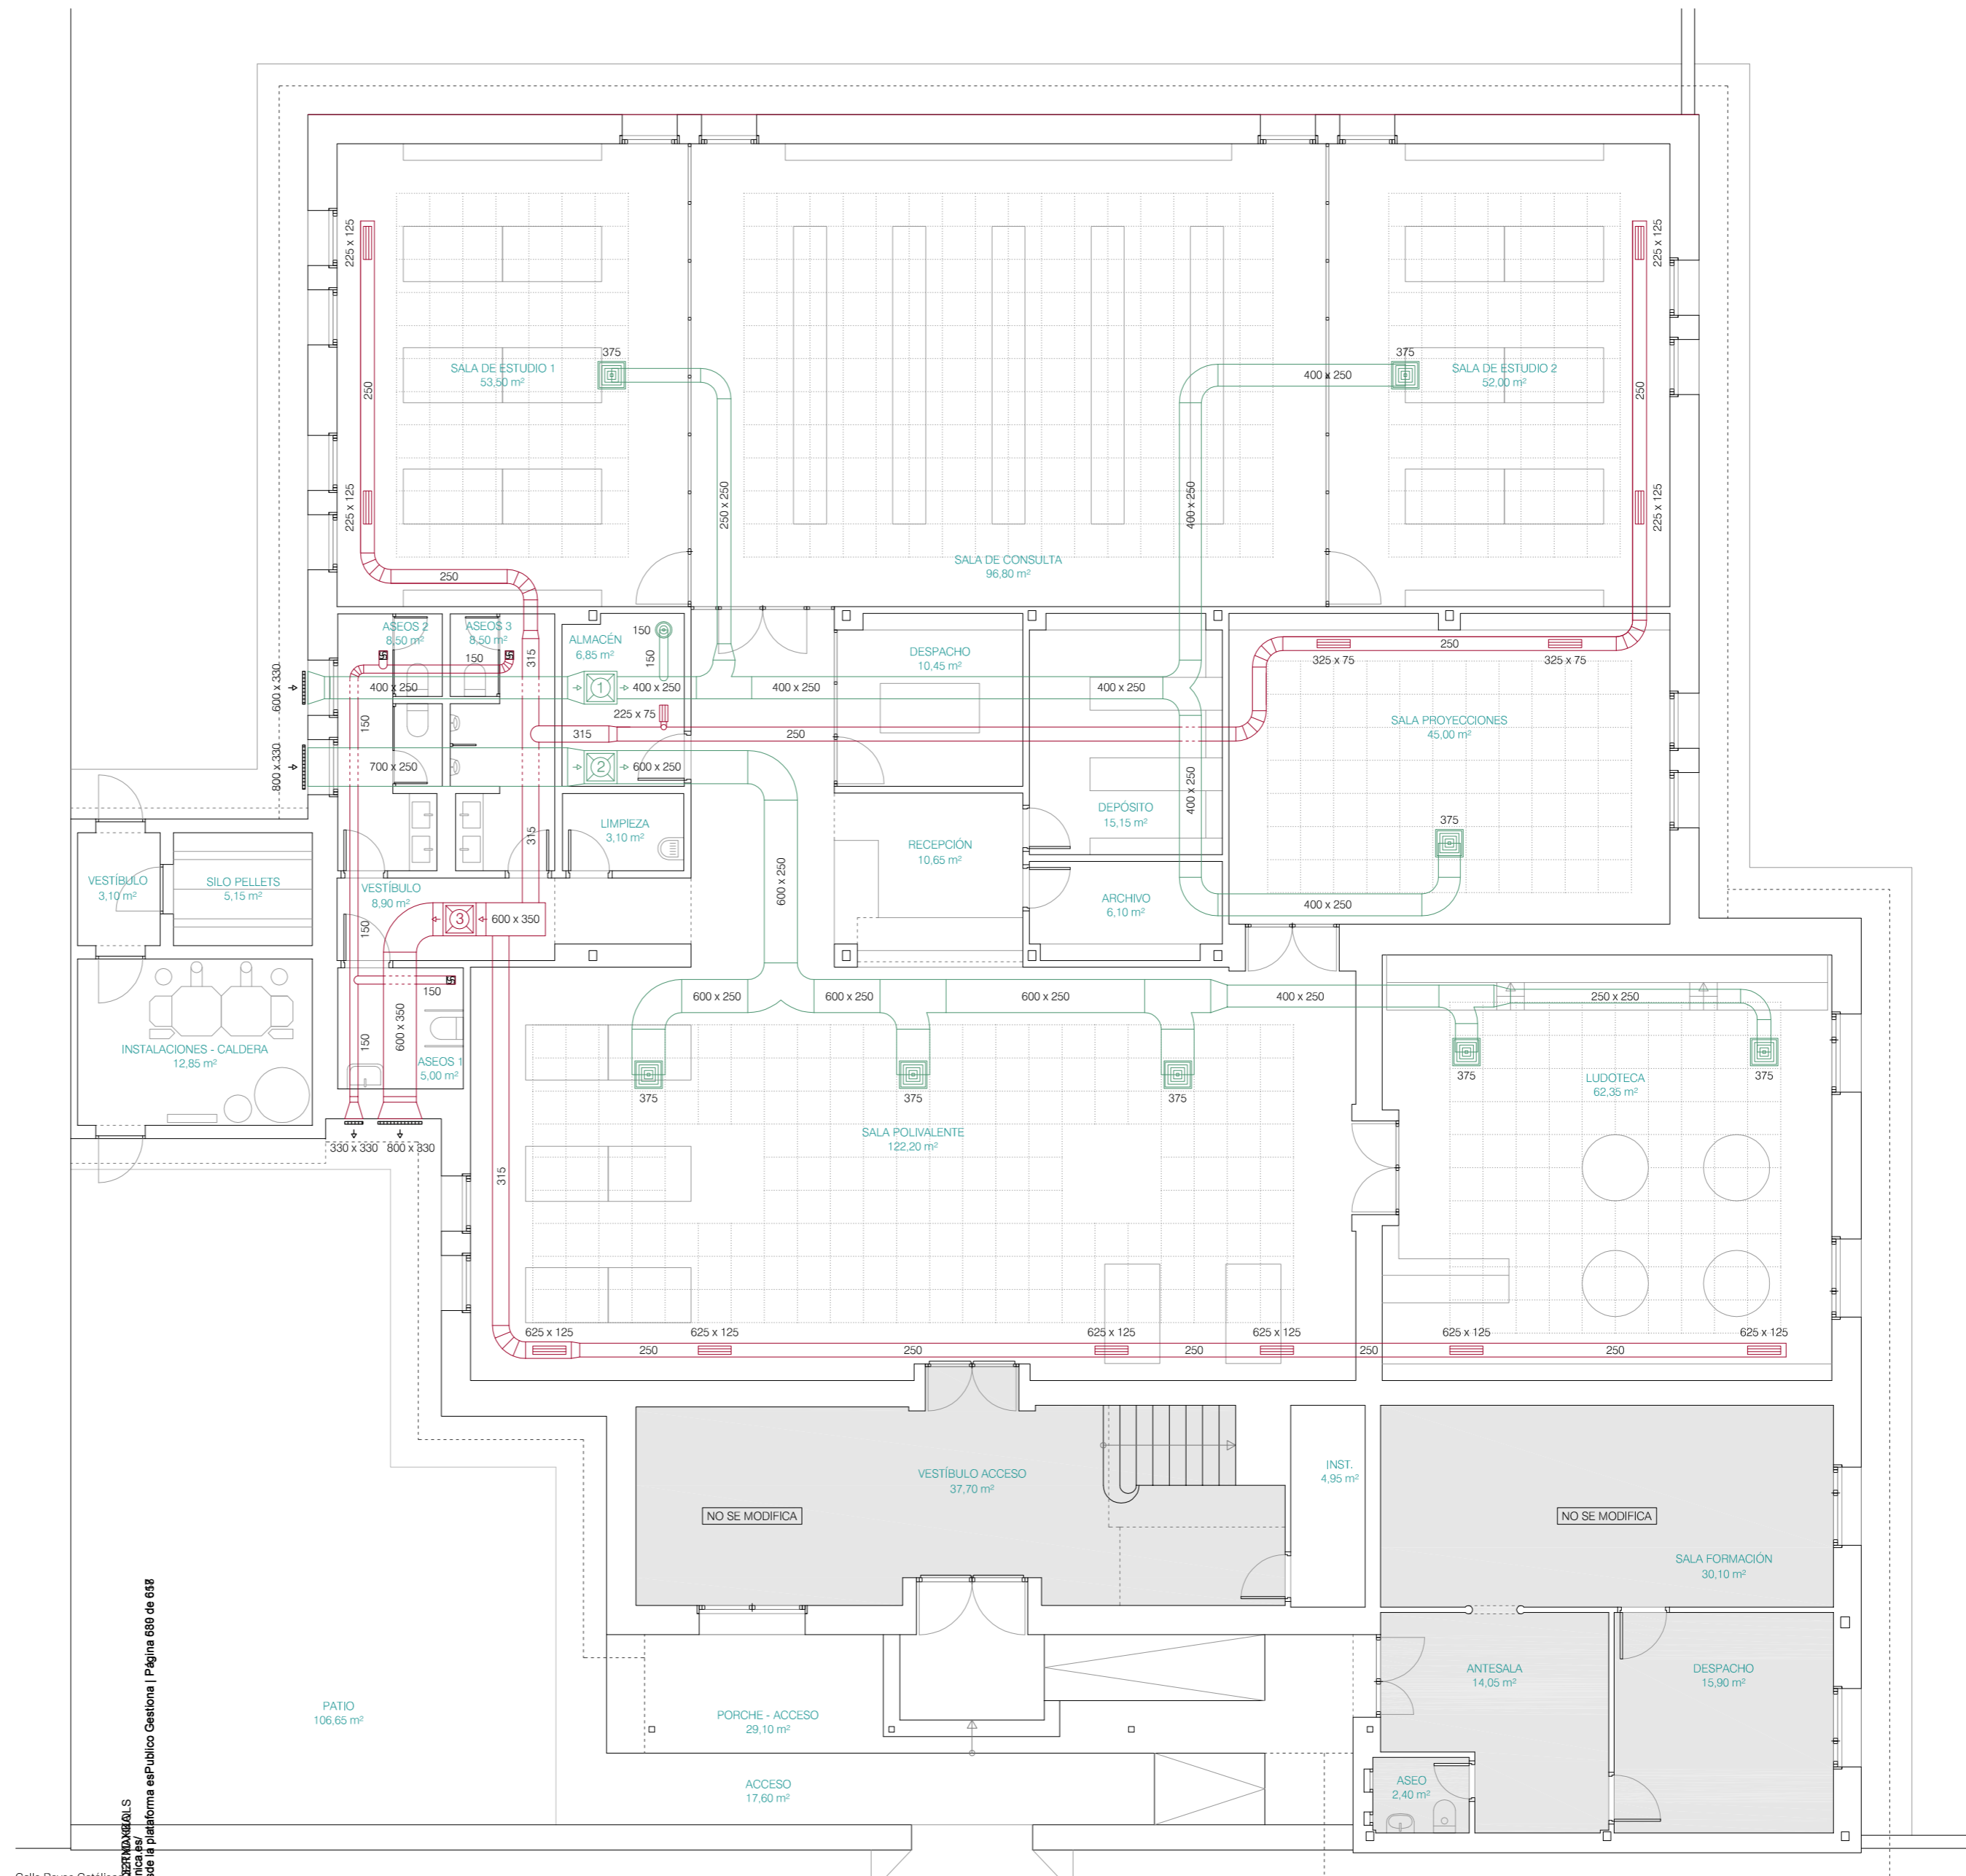 225 x 125
225 x 125
375
375
SALA DE ESTUDIO 1
53,50 m²
400 x 250
SALA DE ESTUDIO 2
52,00 m²
250
250
225 x 125
250 x 250
400 x 250
225 x 125
SALA DE CONSULTA
96,80 m²
250
ASEOS 2
8,50 m²
ASEOS 3
8,50 m²
150
315
ALMACÉN
6,85 m²
150
150
DESPACHO
10,45 m²
250
325 x 75
325 x 75
600 x 330
400 x 250
1
400 x 250
400 x 250
400 x 250
150
225 x 75
315
250
SALA PROYECCIONES
45,00 m²
800 x 330
700 x 250
2
600 x 250
400 x 250
315
LIMPIEZA
3,10 m²
DEPÓSITO
15,15 m²
375
RECEPCIÓN
10,65 m²
600 x 250
VESTÍBULO
3,10 m²
SILO PELLETS
5,15 m²
VESTÍBULO
8,90 m²
ARCHIVO
6,10 m²
400 x 250
150
3
600 x 350
150
600 x 250
600 x 250
600 x 250
400 x 250
250 x 250
150
600 x 350
INSTALACIONES - CALDERA
12,85 m²
ASEOS 1
5,00 m²
375
375
375
375
375
LUDOTECA
62,35 m²
SALA POLIVALENTE
122,20 m²
330 x 330
800 x 330
315
625 x 125
625 x 125
625 x 125
625 x 125
625 x 125
625 x 125
250
250
250
250
250
VESTÍBULO ACCESO
37,70 m²
INST.
4,95 m²
NO SE MODIFICA
NO SE MODIFICA
SALA FORMACIÓN
30,10 m²
ANTESALA
14,05 m²
DESPACHO
15,90 m²
PATIO
106,65 m²
PORCHE - ACCESO
29,10 m²
ACCESO
17,60 m²
ASEO
2,40 m²
sde la plataforma esPublico Gestiona | Página
nica.es/